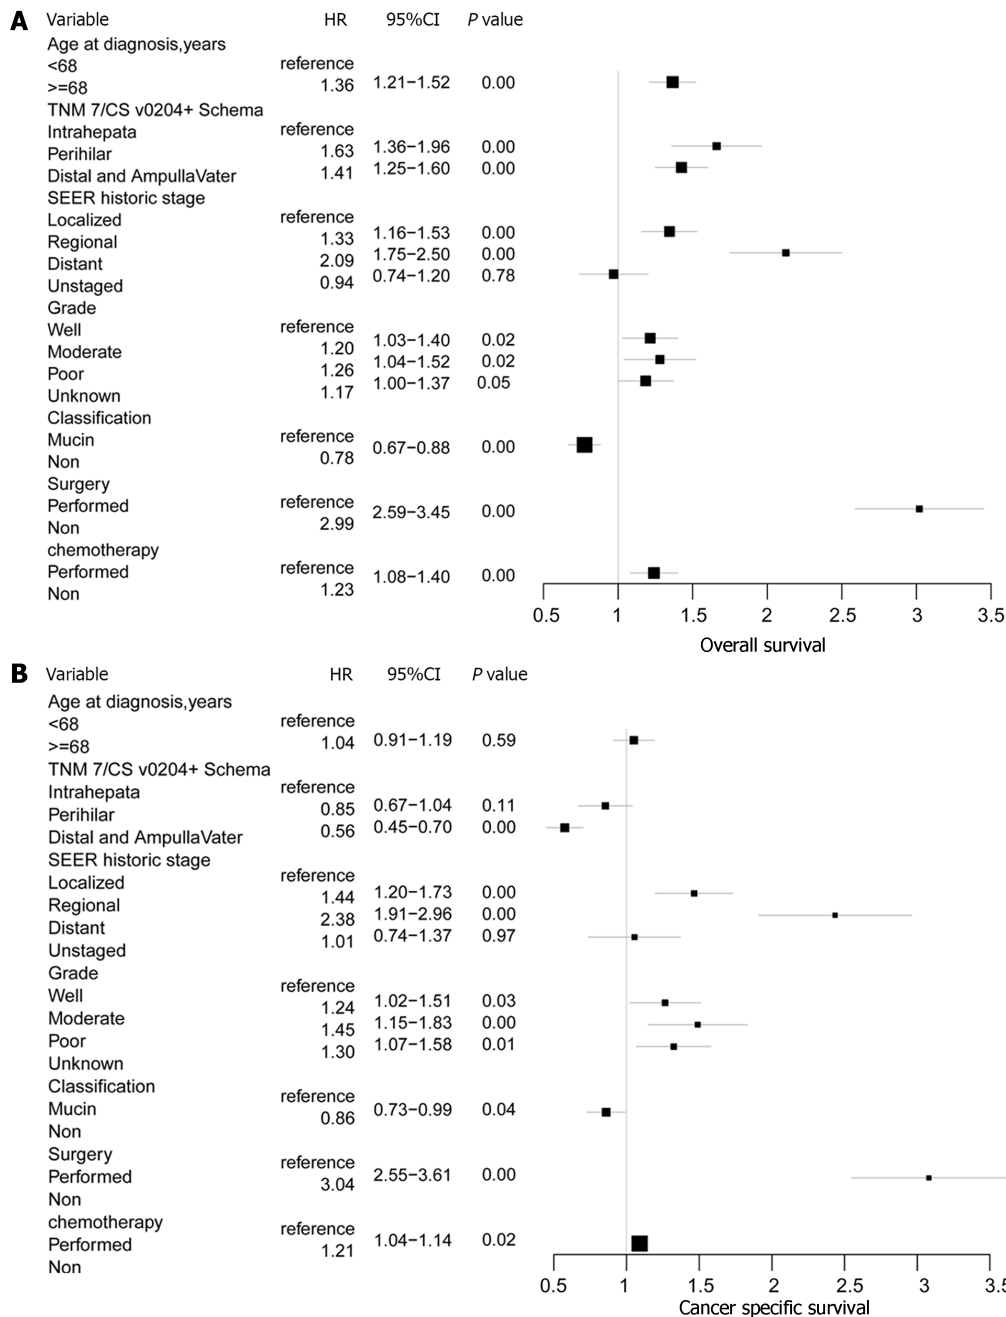 A Variable HR 95%CI P value
Age at diagnosis,years
<68 reference
>=68 1.36 1.21−1.52 0.00
TNM 7/CS v0204+ Schema
Intrahepata reference
Perihilar 1.63 1.36−1.96 0.00
Distal and AmpullaVater 1.41 1.25−1.60 0.00
SEER historic stage
Localized reference
Regional 1.33 1.16−1.53 0.00
Distant 2.09 1.75−2.50 0.00
Unstaged 0.94 0.74−1.20 0.78
Grade
Well reference
Moderate 1.20 1.03−1.40 0.02
Poor 1.26 1.04−1.52 0.02
Unknown 1.17 1.00−1.37 0.05
Classification
Mucin reference
Non 0.78 0.67−0.88 0.00
Surgery
Performed reference
Non 2.99 2.59−3.45 0.00
chemotherapy
Performed reference
Non 1.23 1.08−1.40 0.00
0.5 1 1.5 2 2.5 3 3.5
Overall survival
B Variable HR 95%CI P value
Age at diagnosis,years
<68 reference
>=68 1.04 0.91−1.19 0.59
TNM 7/CS v0204+ Schema
Intrahepata reference
Perihilar 0.85 0.67−1.04 0.11
Distal and AmpullaVater 0.56 0.45−0.70 0.00
SEER historic stage
Localized reference
Regional 1.44 1.20−1.73 0.00
Distant 2.38 1.91−2.96 0.00
Unstaged 1.01 0.74−1.37 0.97
Grade
Well reference
Moderate 1.24 1.02−1.51 0.03
Poor 1.45 1.15−1.83 0.00
Unknown 1.30 1.07−1.58 0.01
Classification
Mucin reference
Non 0.86 0.73−0.99 0.04
Surgery
Performed reference
Non 3.04 2.55−3.61 0.00
chemotherapy
Performed reference
Non 1.21 1.04−1.14 0.02
0.5 1 1.5 2 2.5 3 3.5
Cancer specific survival